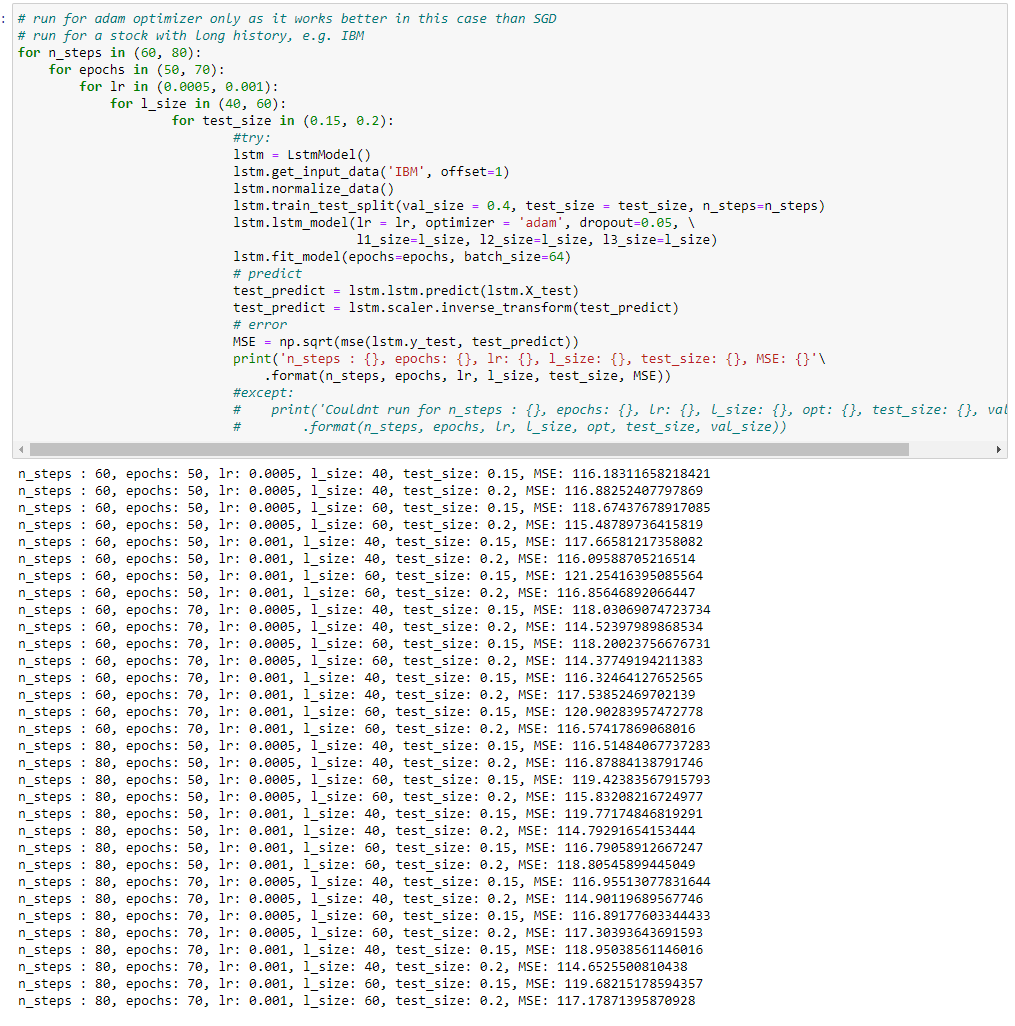 :
# run for adam optimizer only as it works better in this case than SGD
# run for a stock with long history, e.g. IBM
for n_steps in (60, 80):
    for epochs in (50, 70):
        for lr in (0.0005, 0.001):
            for l_size in (40, 60):
                    for test_size in (0.15, 0.2):
                            #try:
                            lstm = LstmModel()
                            lstm.get_input_data('IBM', offset=1)
                            lstm.normalize_data()
                            lstm.train_test_split(val_size = 0.4, test_size = test_size, n_steps=n_steps)
                            lstm.lstm_model(lr = lr, optimizer = 'adam', dropout=0.05, \
                                            l1_size=l_size, l2_size=l_size, l3_size=l_size)
                            lstm.fit_model(epochs=epochs, batch_size=64)
                            # predict
                            test_predict = lstm.lstm.predict(lstm.X_test)
                            test_predict = lstm.scaler.inverse_transform(test_predict)
                            # error
                            MSE = np.sqrt(mse(lstm.y_test, test_predict))
                            print('n_steps : {}, epochs: {}, lr: {}, l_size: {}, test_size: {}, MSE: {}'\
                                .format(n_steps, epochs, lr, l_size, test_size, MSE))
                            #except:
                            #    print('Couldnt run for n_steps : {}, epochs: {}, lr: {}, l_size: {}, opt: {}, test_size: {}, val
                            #        .format(n_steps, epochs, lr, l_size, opt, test_size, val_size))
n_steps : 60, epochs: 50, lr: 0.0005, l_size: 40, test_size: 0.15, MSE: 116.18311658218421
n_steps : 60, epochs: 50, lr: 0.0005, l_size: 40, test_size: 0.2, MSE: 116.88252407797869
n_steps : 60, epochs: 50, lr: 0.0005, l_size: 60, test_size: 0.15, MSE: 118.67437678917085
n_steps : 60, epochs: 50, lr: 0.0005, l_size: 60, test_size: 0.2, MSE: 115.48789736415819
n_steps : 60, epochs: 50, lr: 0.001, l_size: 40, test_size: 0.15, MSE: 117.66581217358082
n_steps : 60, epochs: 50, lr: 0.001, l_size: 40, test_size: 0.2, MSE: 116.09588705216514
n_steps : 60, epochs: 50, lr: 0.001, l_size: 60, test_size: 0.15, MSE: 121.25416395085564
n_steps : 60, epochs: 50, lr: 0.001, l_size: 60, test_size: 0.2, MSE: 116.85646892066447
n_steps : 60, epochs: 70, lr: 0.0005, l_size: 40, test_size: 0.15, MSE: 118.03069074723734
n_steps : 60, epochs: 70, lr: 0.0005, l_size: 40, test_size: 0.2, MSE: 114.52397989868534
n_steps : 60, epochs: 70, lr: 0.0005, l_size: 60, test_size: 0.15, MSE: 118.20023756676731
n_steps : 60, epochs: 70, lr: 0.0005, l_size: 60, test_size: 0.2, MSE: 114.37749194211383
n_steps : 60, epochs: 70, lr: 0.001, l_size: 40, test_size: 0.15, MSE: 116.32464127652565
n_steps : 60, epochs: 70, lr: 0.001, l_size: 40, test_size: 0.2, MSE: 117.53852469702139
n_steps : 60, epochs: 70, lr: 0.001, l_size: 60, test_size: 0.15, MSE: 120.90283957472778
n_steps : 60, epochs: 70, lr: 0.001, l_size: 60, test_size: 0.2, MSE: 116.57417869068016
n_steps : 80, epochs: 50, lr: 0.0005, l_size: 40, test_size: 0.15, MSE: 116.51484067737283
n_steps : 80, epochs: 50, lr: 0.0005, l_size: 40, test_size: 0.2, MSE: 116.87884138791746
n_steps : 80, epochs: 50, lr: 0.0005, l_size: 60, test_size: 0.15, MSE: 119.42383567915793
n_steps : 80, epochs: 50, lr: 0.0005, l_size: 60, test_size: 0.2, MSE: 115.83208216724977
n_steps : 80, epochs: 50, lr: 0.001, l_size: 40, test_size: 0.15, MSE: 119.77174846819291
n_steps : 80, epochs: 50, lr: 0.001, l_size: 40, test_size: 0.2, MSE: 114.79291654153444
n_steps : 80, epochs: 50, lr: 0.001, l_size: 60, test_size: 0.15, MSE: 116.79058912667247
n_steps : 80, epochs: 50, lr: 0.001, l_size: 60, test_size: 0.2, MSE: 118.80545899445049
n_steps : 80, epochs: 70, lr: 0.0005, l_size: 40, test_size: 0.15, MSE: 116.95513077831644
n_steps : 80, epochs: 70, lr: 0.0005, l_size: 40, test_size: 0.2, MSE: 114.90119689567746
n_steps : 80, epochs: 70, lr: 0.0005, l_size: 60, test_size: 0.15, MSE: 116.89177603344433
n_steps : 80, epochs: 70, lr: 0.0005, l_size: 60, test_size: 0.2, MSE: 117.30393643691593
n_steps : 80, epochs: 70, lr: 0.001, l_size: 40, test_size: 0.15, MSE: 118.95038561146016
n_steps : 80, epochs: 70, lr: 0.001, l_size: 40, test_size: 0.2, MSE: 114.6525500810438
n_steps : 80, epochs: 70, lr: 0.001, l_size: 60, test_size: 0.15, MSE: 119.68215178594357
n_steps : 80, epochs: 70, lr: 0.001, l_size: 60, test_size: 0.2, MSE: 117.17871395870928